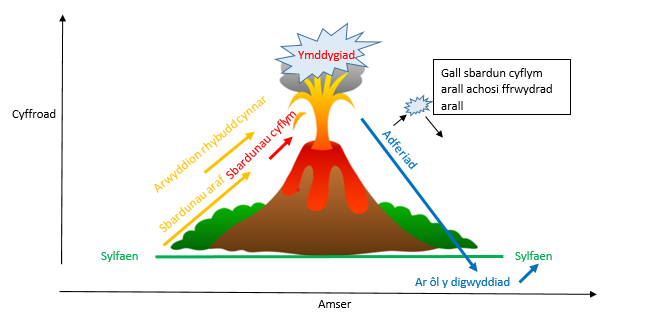 Ymddygiad
Gall sbardun cyflym
arall achosi ffrwydrad
arall
Cyffroad
Arwyddion rhybudd cynnar
Sbardunau cyflym
Sbardunau araf
Adferiad
Sylfaen
Sylfaen
Ar ôl y digwyddiad
Amser